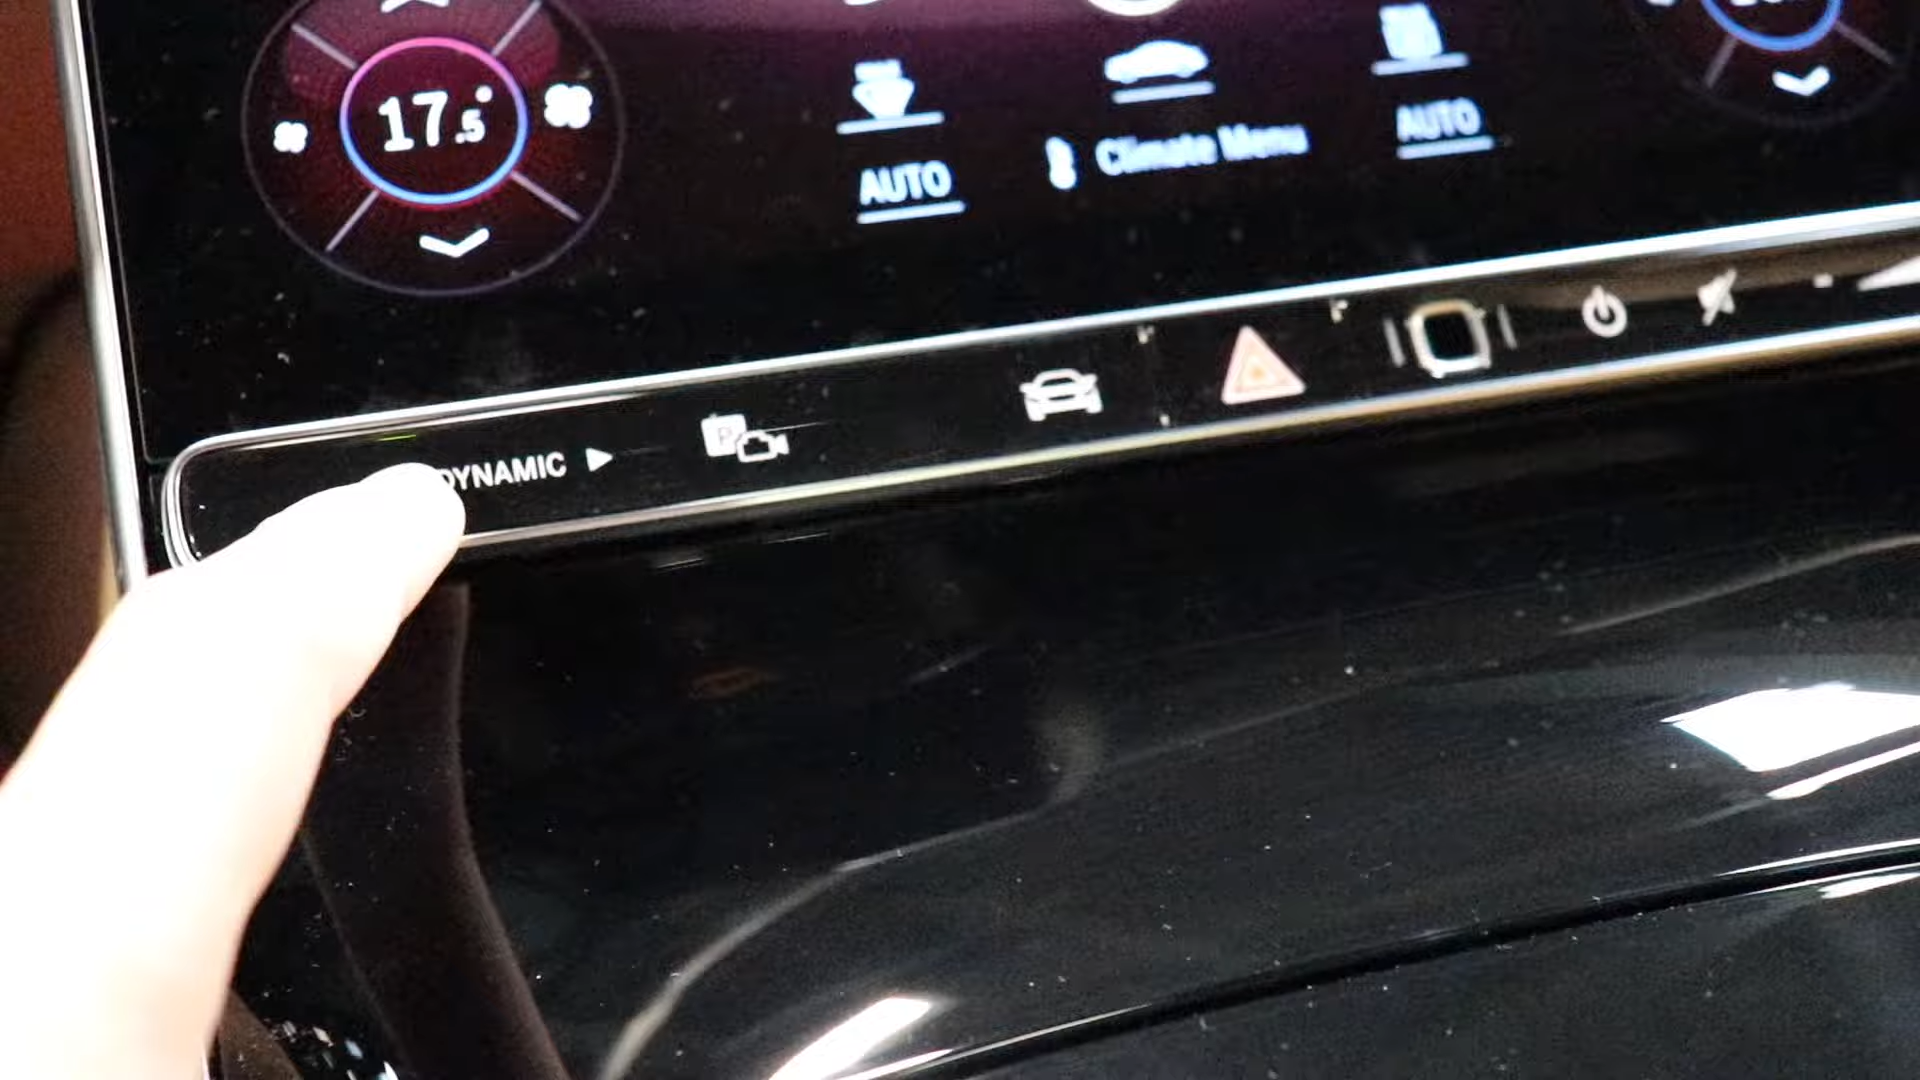 17.5°
AUTO
Climate Menu
AUTO
DYNAMIC
P